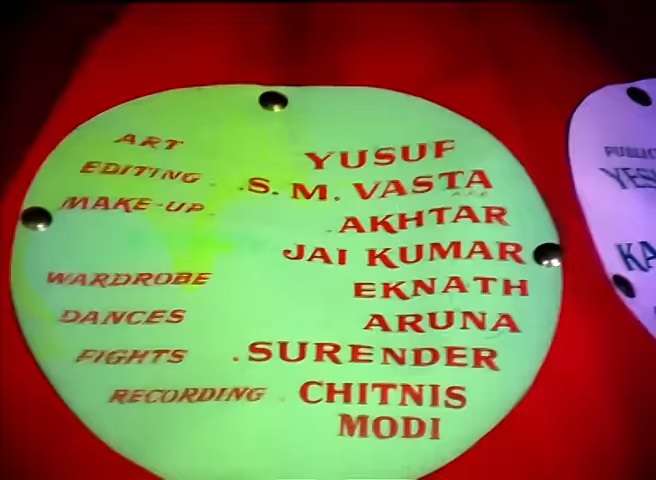 ART YUSUF
EDITING S. M. VASTA
MAKE-UP AKHTAR
JAI KUMAR
WARDROBE EKNATH
DANCES ARUNA
FIGHTS SURENDER
RECORDING CHITNIS
MODI